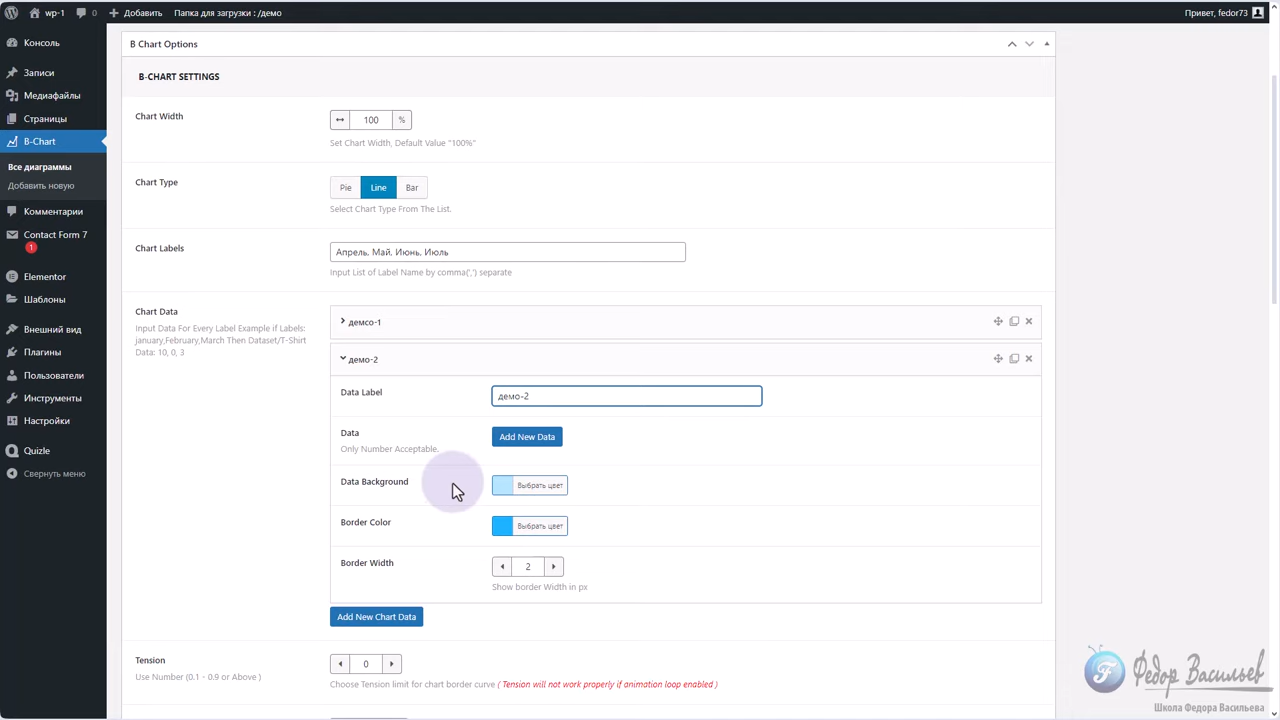 wp-1 0 Добавить Папка для загрузки : /демо Привет, fedor73
Консоль
Записи
Медиафайлы
Страницы
B-Chart
Все диаграммы
Добавить новую
Комментарии
Contact Form 7
1
Elementor
Шаблоны
Внешний вид
Плагины
Пользователи
Инструменты
Настройки
Quizle
Свернуть меню
B Chart Options
B-CHART SETTINGS
Chart Width
100 %
Set Chart Width, Default Value "100%"
Chart Type
Pie Line Bar
Select Chart Type From The List.
Chart Labels
Апрель, Май, Июнь, Июль
Input List of Label Name by comma(',') separate
Chart Data
Input Data For Every Label Example if Labels:
january,February,March Then Dataset/T-Shirt
Data: 10, 0, 3
демсо-1
демо-2
Data Label
демо-2
Data
Only Number Acceptable.
Add New Data
Data Background
Выбрать цвет
Border Color
Выбрать цвет
Border Width
2
Show border Width in px
Add New Chart Data
Tension
Use Number (0.1 - 0.9 or Above )
0
Choose Tension limit for chart border curve ( Tension will not work properly if animation loop enabled )
Федор Васильев
Школа Федора Васильева